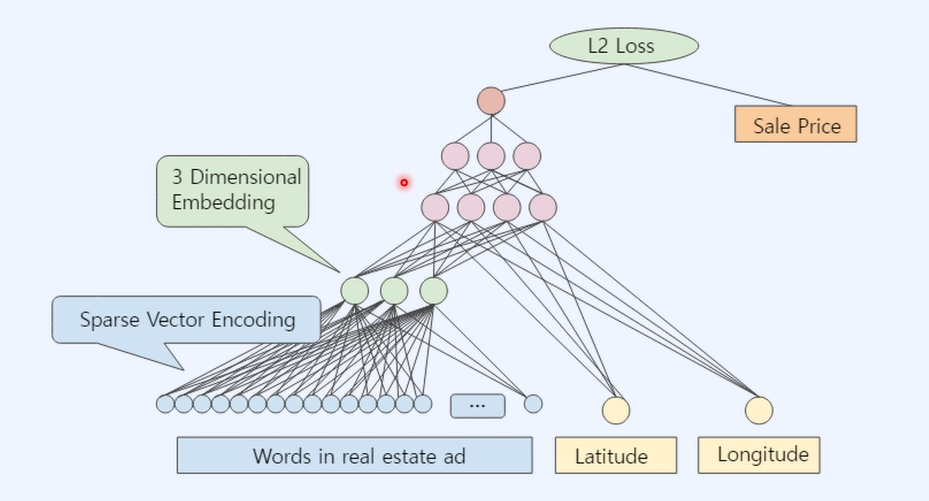 L2 Loss
Sale Price
3 Dimensional
Embedding
Sparse Vector Encoding
...
Words in real estate ad
Latitude
Longitude